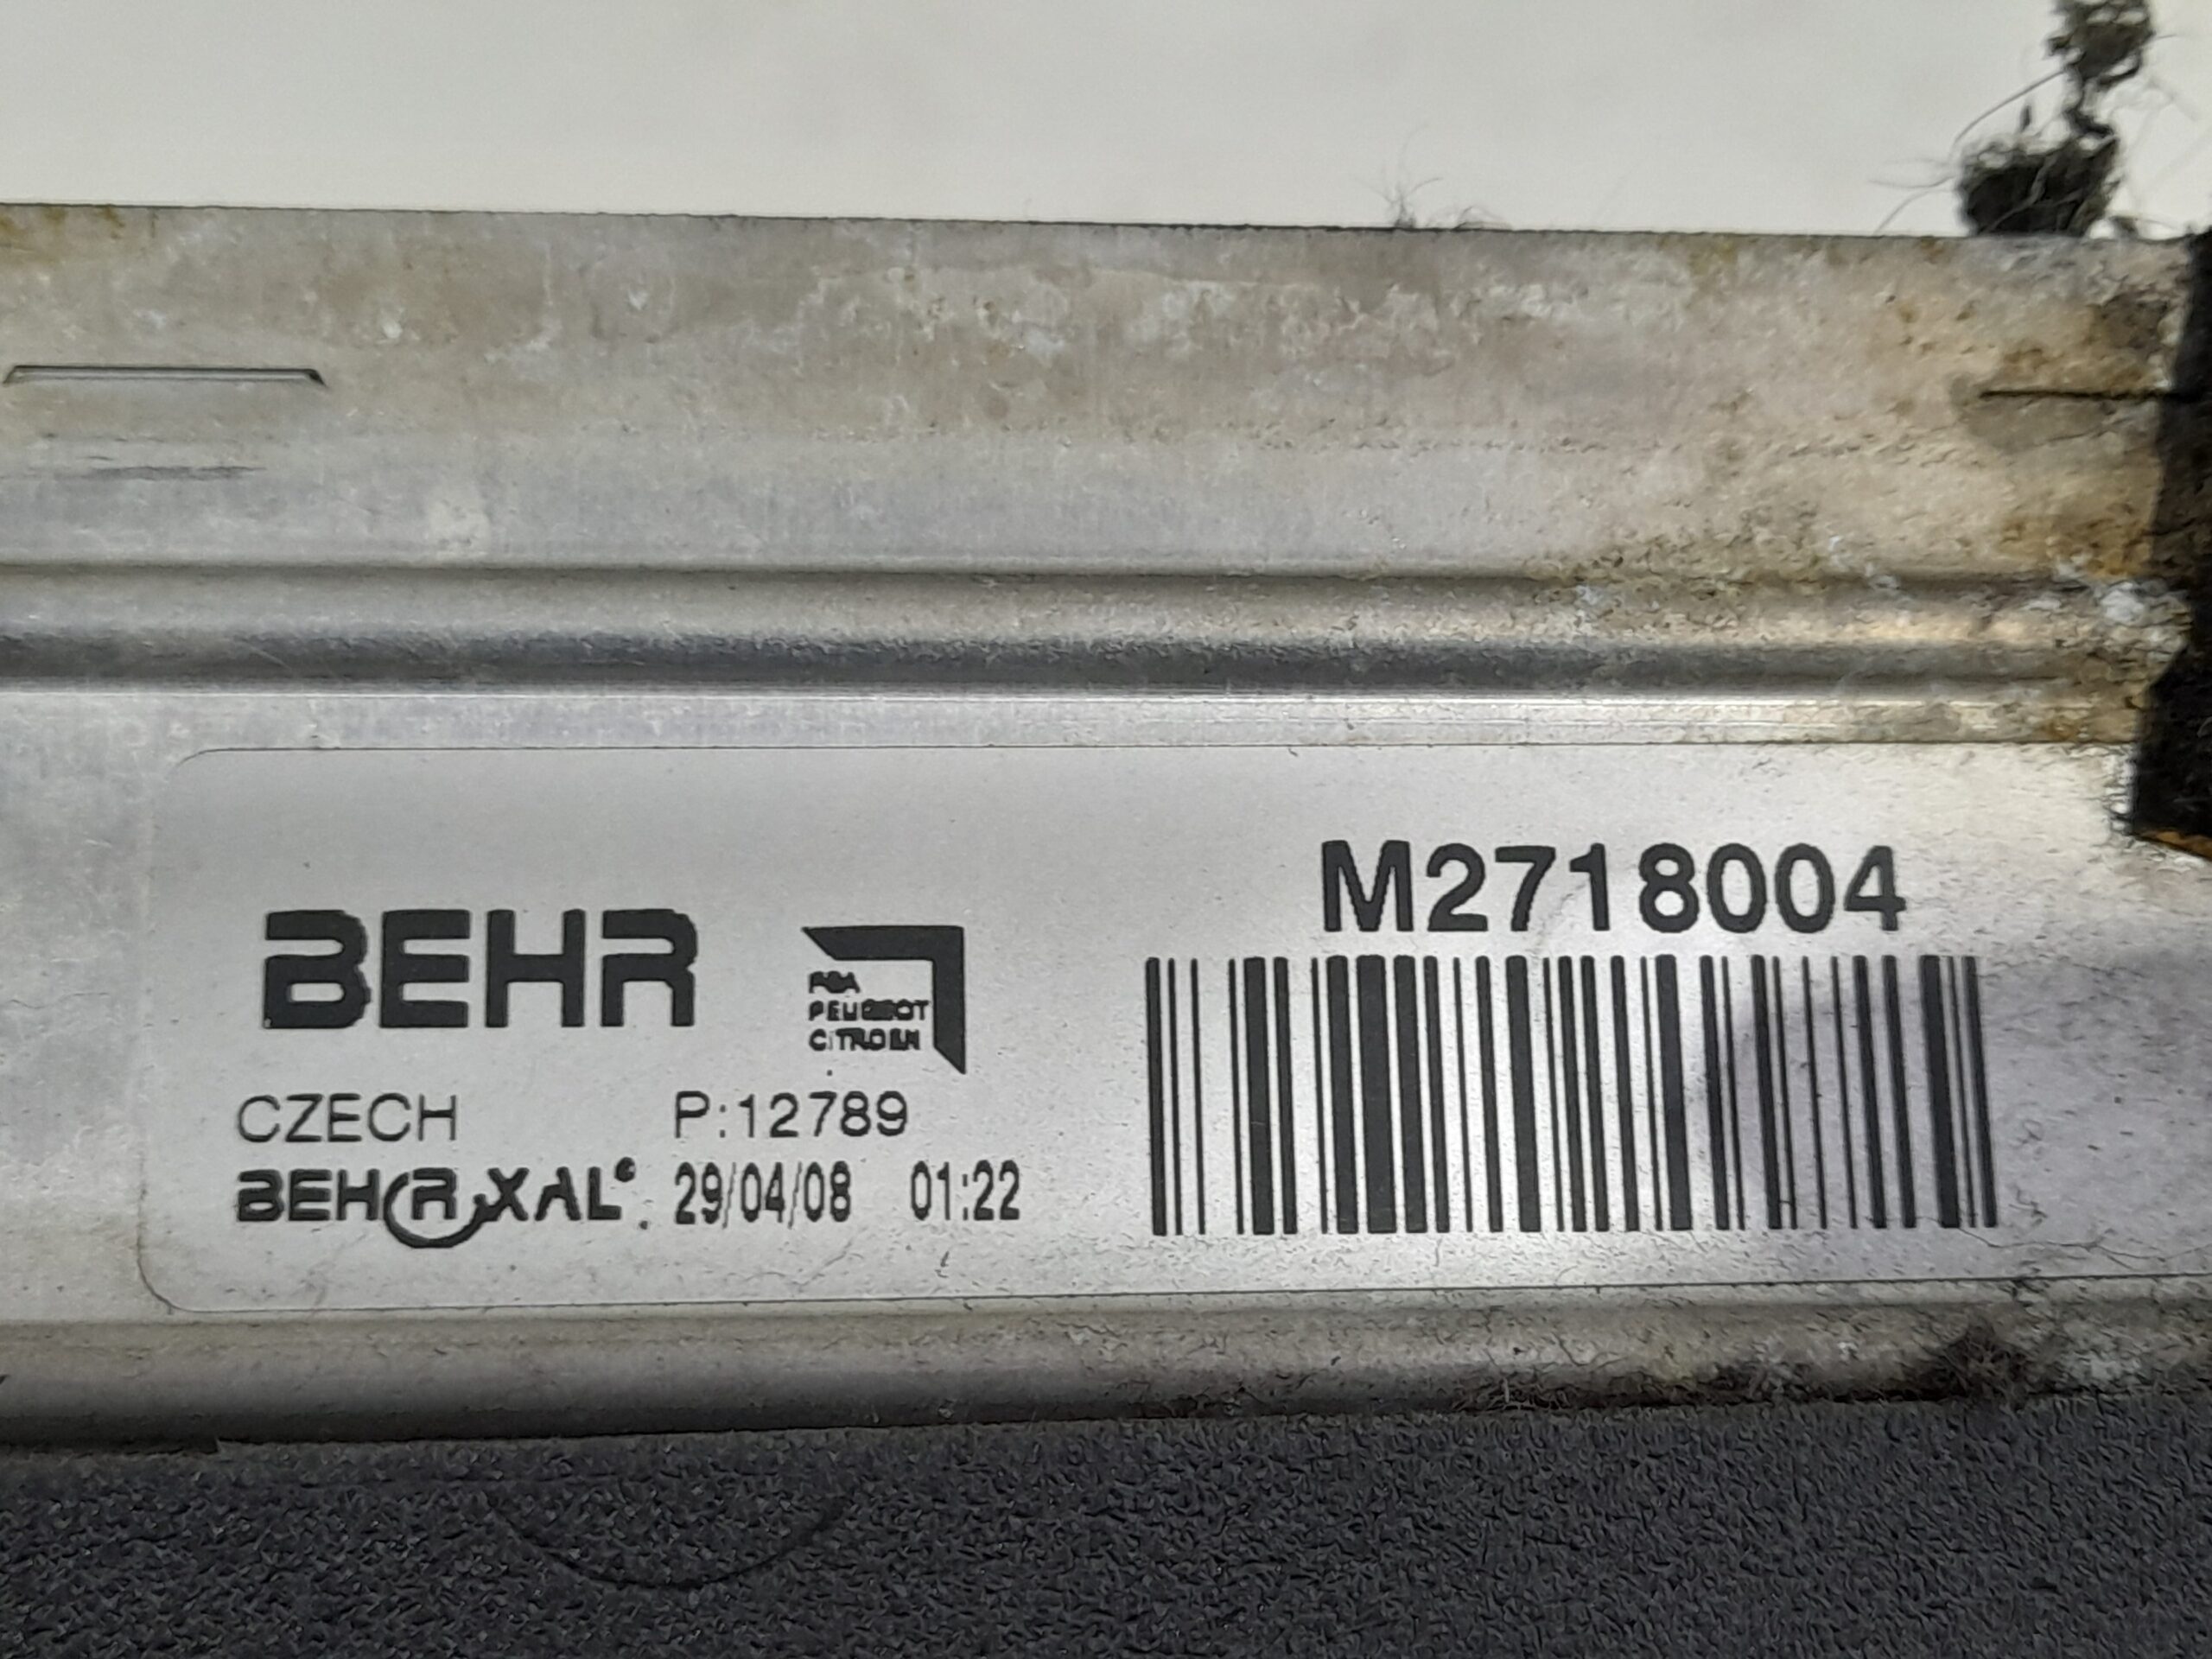 BEHR
PSA
PEUGEOT
CITROEN
M2718004
CZECH P:12789
BEHR XAL 29/04/08 01:22